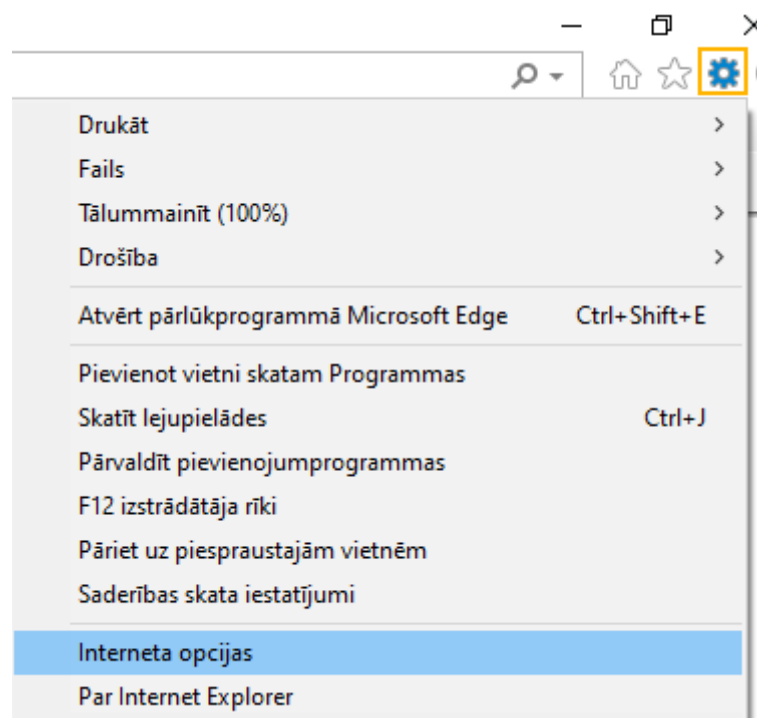 Drukāt
Fails
Tālummainīt (100%)
Drošība
Atvērt pārlūkprogrammā Microsoft Edge Ctrl+Shift+E
Pievienot vietni skatam Programmas
Skatīt lejupielādes Ctrl+J
Pārvaldīt pievienojumprogrammas
F12 izstrādātāja rīki
Pāriet uz piespraustajām vietnēm
Saderības skata iestatījumi
Interneta opcijas
Par Internet Explorer